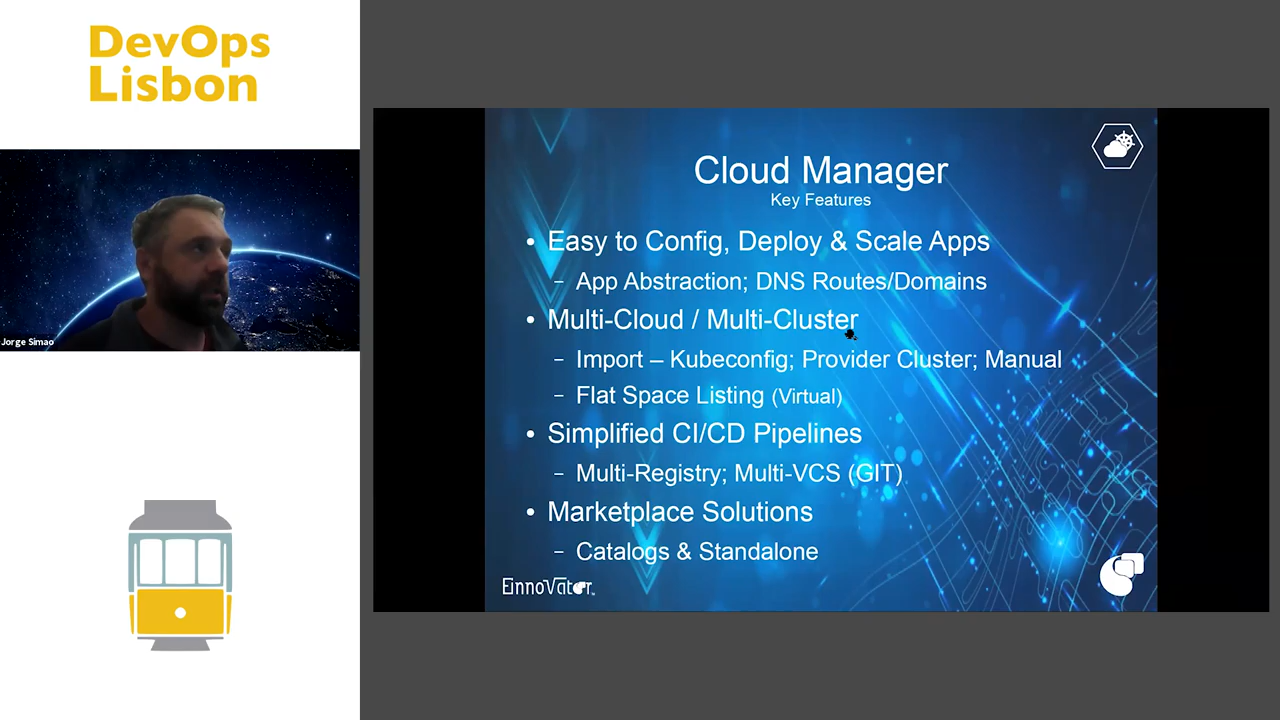 DevOps
Lisbon
Jorge Simao
Cloud Manager
Key Features
• Easy to Config, Deploy & Scale Apps
– App Abstraction; DNS Routes/Domains
• Multi-Cloud / Multi-Cluster
– Import – Kubeconfig; Provider Cluster; Manual
– Flat Space Listing (Virtual)
• Simplified CI/CD Pipelines
– Multi-Registry; Multi-VCS (GIT)
• Marketplace Solutions
– Catalogs & Standalone
EinnoVator